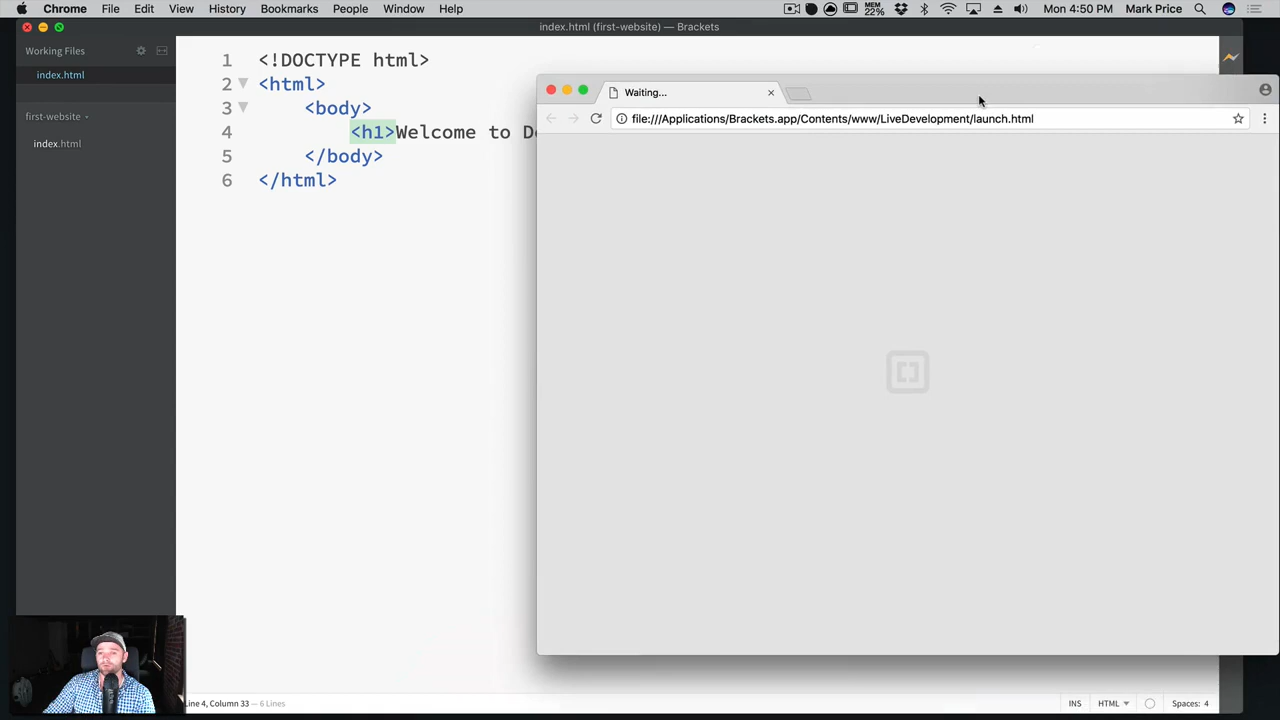 Chrome File Edit View History Bookmarks People Window Help MEM 22% Mon 4:50 PM Mark Price
index.html (first-website) — Brackets
Working Files
index.html
first-website
index.html
1 <!DOCTYPE html>
2 <html>
3 <body>
4 <h1>Welcome to
5 </body>
6 </html>
Waiting...
file:///Applications/Brackets.app/Contents/www/LiveDevelopment/launch.html
Line 4, Column 33 — 6 Lines
INS HTML Spaces: 4